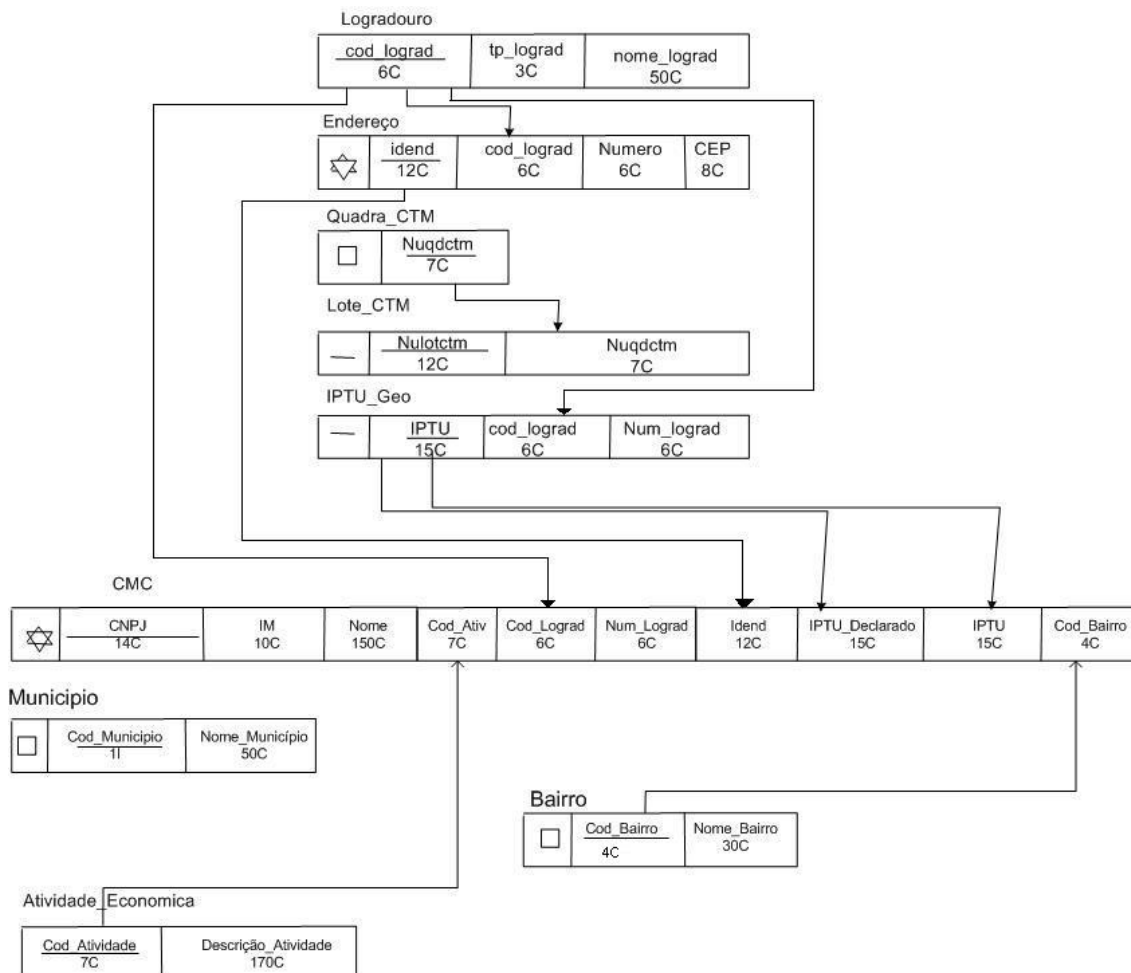 Logradouro
cod_lograd tp_lograd nome_lograd
6C 3C 50C
Endereço
idend cod_lograd Numero CEP
12C 6C 6C 8C
Quadra_CTM
Nuqdctm
7C
Lote_CTM
Nulotctm Nuqdctm
12C 7C
IPTU_Geo
IPTU cod_lograd Num_lograd
15C 6C 6C
CMC
CNPJ IM Nome Cod_Ativ Cod_Lograd Num_Lograd Idend IPTU_Declarado IPTU Cod_Bairro
14C 10C 150C 7C 6C 6C 12C 15C 15C 4C
Municipio
Cod_Municipio Nome_Município
1I 50C
Bairro
Cod_Bairro Nome_Bairro
4C 30C
Atividade_Economica
Cod_Atividade Descrição_Atividade
7C 170C